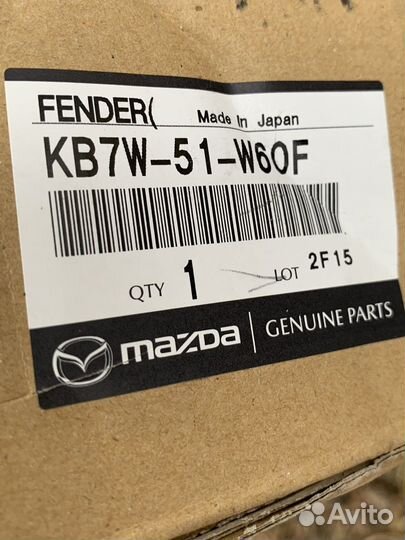 FENDER( Made In Japan
KB7W-51-W60F
QTY 1 LOT 2F15
mazda GENUINE PARTS
Avito